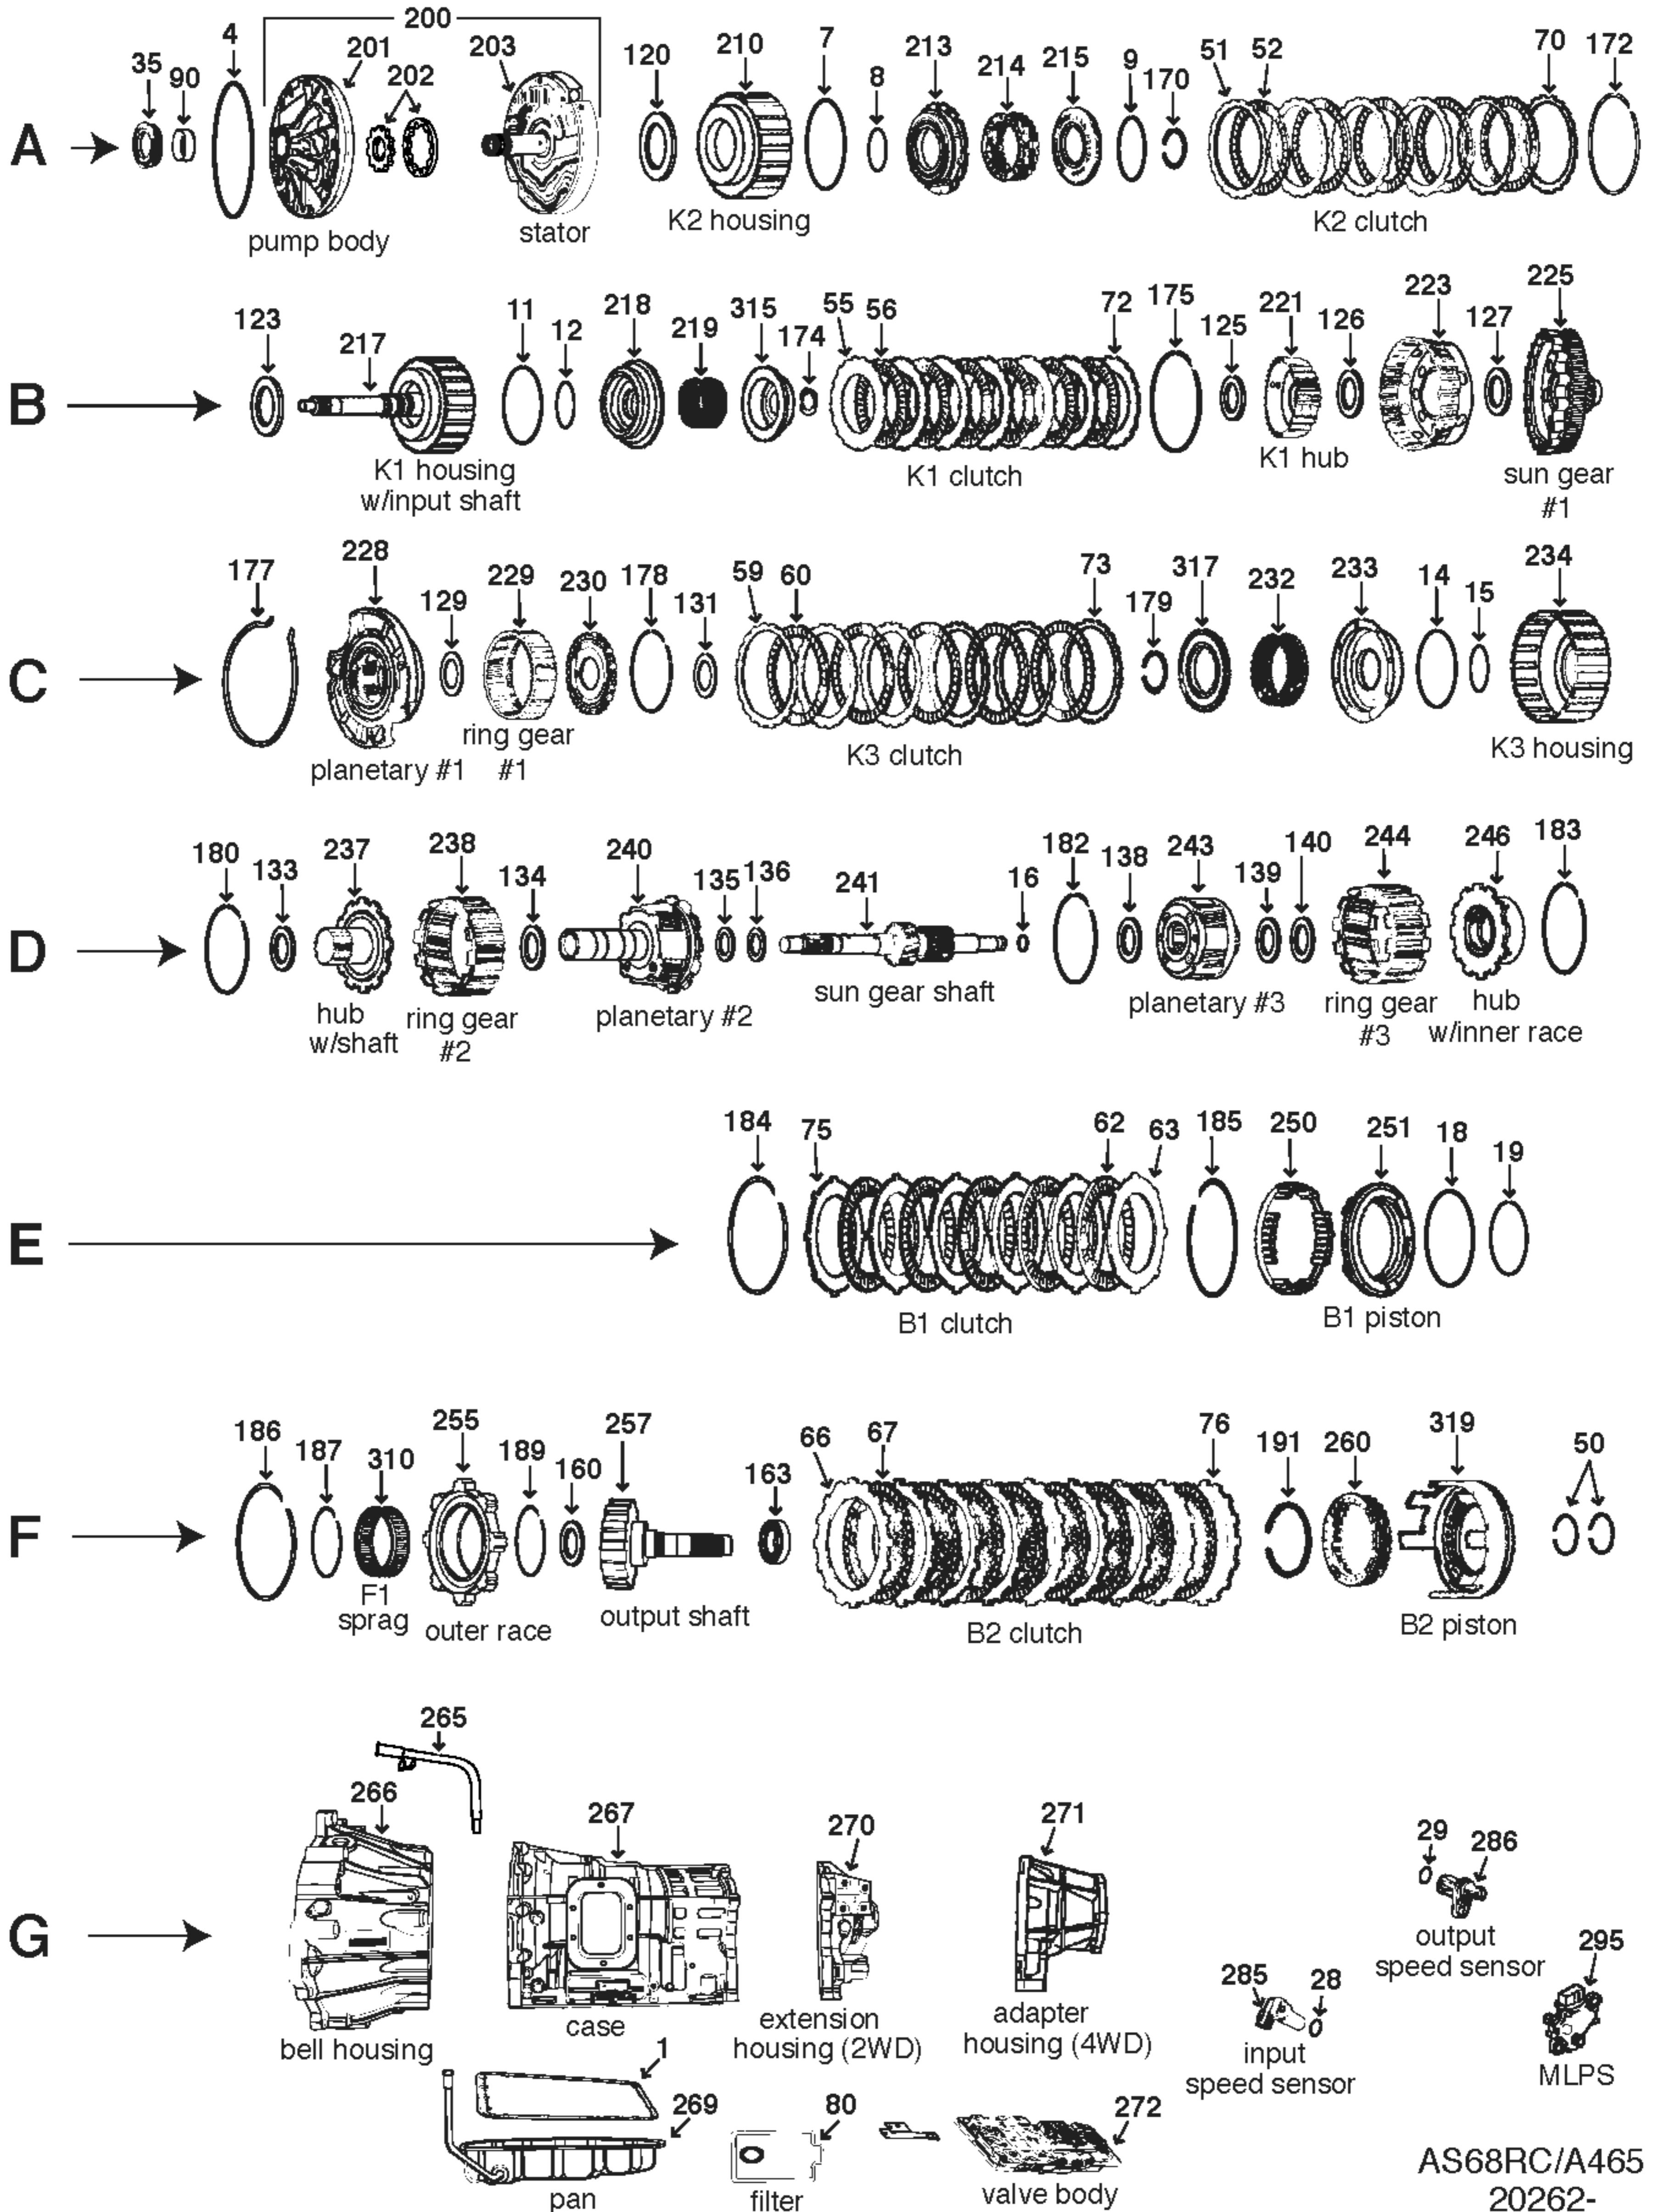 200
4 201 203 210 7 213 70 172
35 90 202 120 8 214 215 9 170 51 52
A
pump body stator K2 housing K2 clutch
225
123 11 218 315 55 56 72 175 221 223
217 12 219 174 125 126 127
B
K1 housing
w/input shaft
K1 clutch K1 hub sun gear
#1
177 228 229 230 178 59 60 73 317 232 233 14 234
129 131 179 15
C
planetary #1 ring gear
#1
K3 clutch K3 housing
180 237 238 240 182 243 244 246 183
133 134 135 136 241 16 138 139 140
D
hub
w/shaft
ring gear
#2
planetary #2 sun gear shaft planetary #3 ring gear
#3
hub
w/inner race
184 75 62 63 185 250 251 18 19
E
B1 clutch B1 piston
186 187 310 255 189 160 257 163 66 67 76 191 260 319 50
F
F1
sprag
outer race output shaft B2 clutch B2 piston
265
266 267 270 271 29 286
G
output
speed sensor
295
285 28
bell housing case extension
housing (2WD)
adapter
housing (4WD)
input
speed sensor
MLPS
1
269 80 272
pan filter valve body
AS68RC/A465
20262-